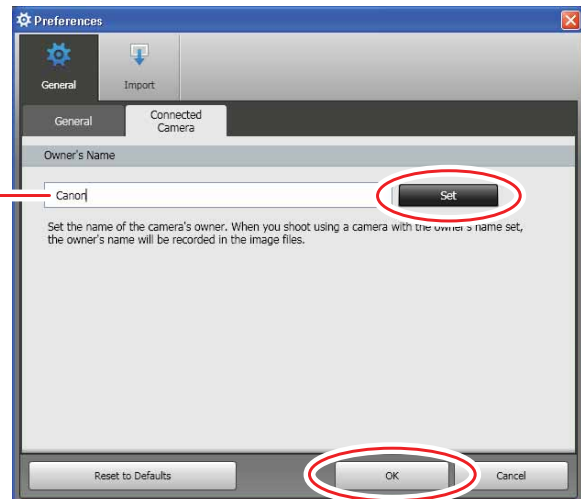 Preferences
General
Import
General
Connected
Camera
Owner's Name
Canon
Set
Set the name of the camera's owner. When you shoot using a camera with the owner's name set,
the owner's name will be recorded in the image files.
Reset to Defaults
OK
Cancel